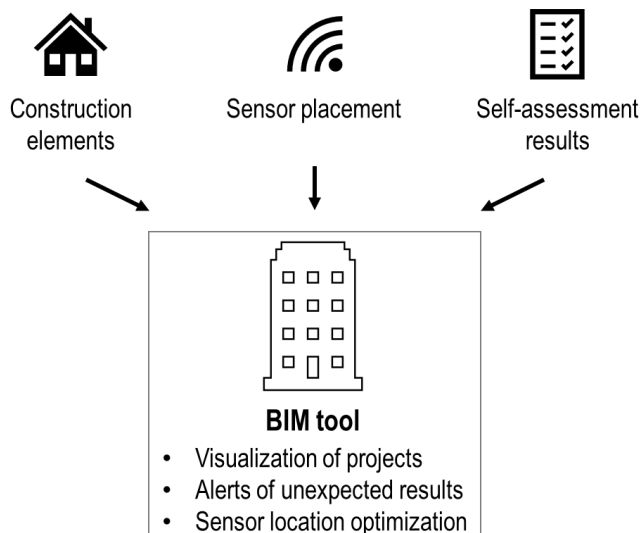 Construction
elements
Sensor placement
Self-assessment
results
BIM tool
• Visualization of projects
• Alerts of unexpected results
• Sensor location optimization